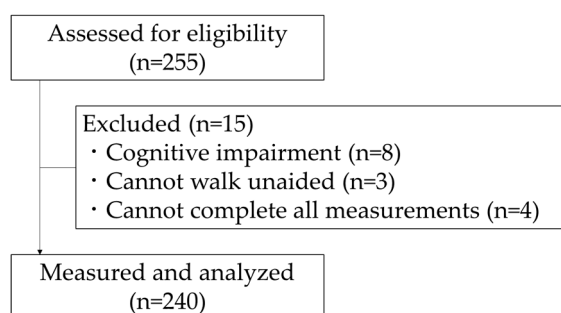 Assessed for eligibility
(n=255)
Excluded (n=15)
・Cognitive impairment (n=8)
・Cannot walk unaided (n=3)
・Cannot complete all measurements (n=4)
Measured and analyzed
(n=240)